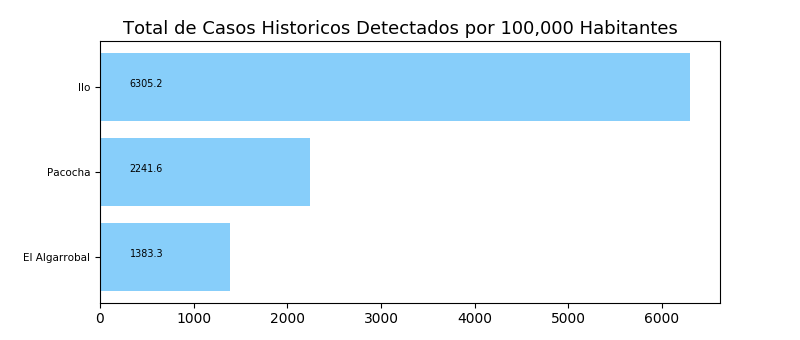 Total de Casos Historicos Detectados por 100,000 Habitantes
Ilo
6305.2
Pacocha
2241.6
El Algarrobal
1383.3
0 1000 2000 3000 4000 5000 6000